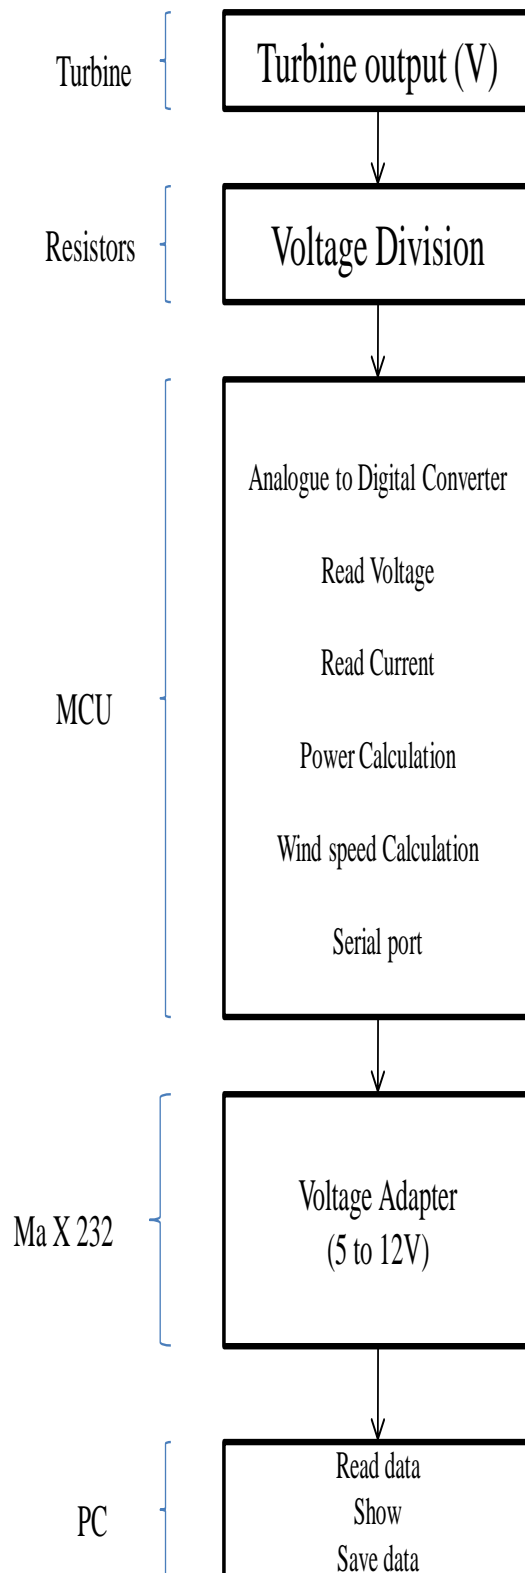 Turbine
Turbine output (V)
Resistors
Voltage Division
MCU
Analogue to Digital Converter
Read Voltage
Read Current
Power Calculation
Wind speed Calculation
Serial port
Ma X 232
Voltage Adapter
(5 to 12V)
PC
Read data
Show
Save data